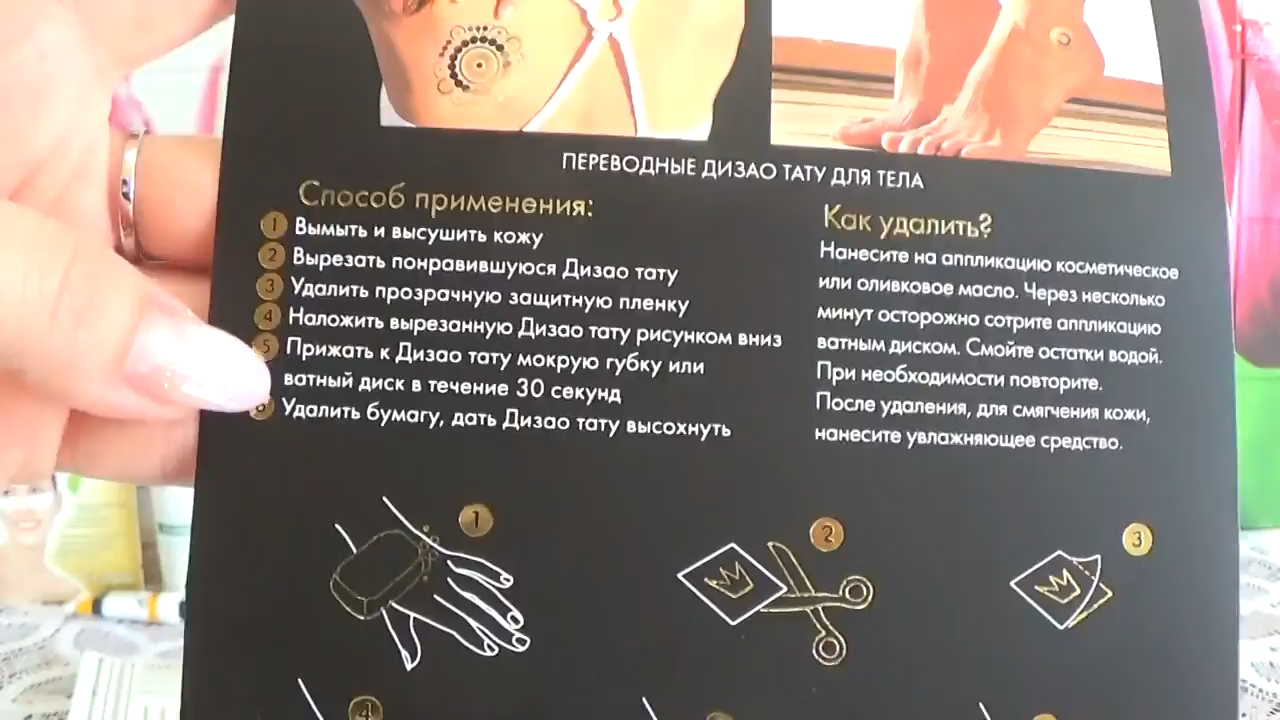 ПЕРЕВОДНЫЕ ДИЗАО ТАТУ ДЛЯ ТЕЛА
Способ применения:
1 Вымыть и высушить кожу
2 Вырезать понравившуюся Дизао тату
3 Удалить прозрачную защитную пленку
4 Наложить вырезанную Дизао тату рисунком вниз
5 Прижать к Дизао тату мокрую губку или
ватный диск в течение 30 секунд
6 Удалить бумагу, дать Дизао тату высохнуть
Как удалить?
Нанесите на аппликацию косметическое
или оливковое масло. Через несколько
минут осторожно сотрите аппликацию
ватным диском. Смойте остатки водой.
При необходимости повторите.
После удаления, для смягчения кожи,
нанесите увлажняющее средство.
1
2
3
4